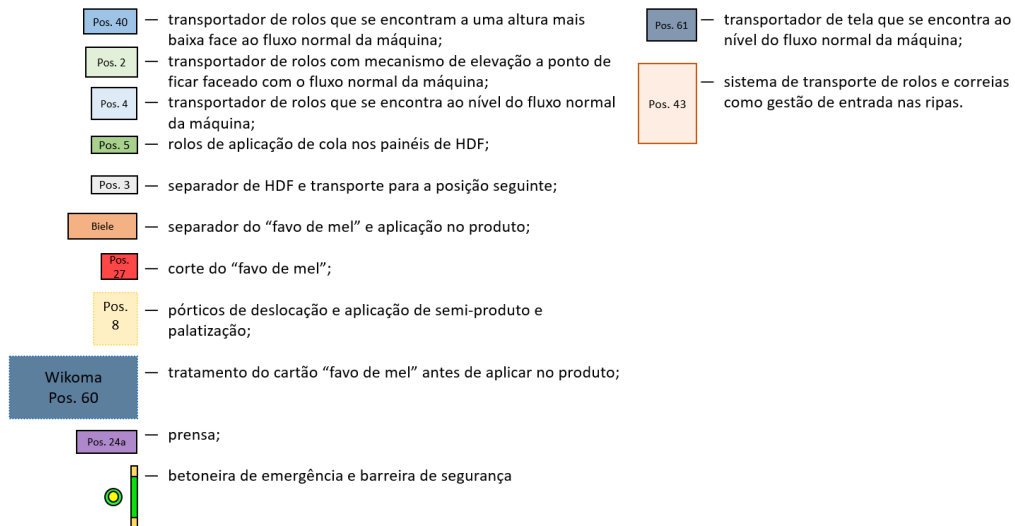 Pos. 40
— transportador de rolos que se encontram a uma altura mais
baixa face ao fluxo normal da máquina;
Pos. 2
— transportador de rolos com mecanismo de elevação a ponto de
ficar faceado com o fluxo normal da máquina;
Pos. 4
— transportador de rolos que se encontra ao nível do fluxo normal
da máquina;
Pos. 5
— rolos de aplicação de cola nos painéis de HDF;
Pos. 3
— separador de HDF e transporte para a posição seguinte;
Biele
— separador do “favo de mel” e aplicação no produto;
Pos.
27
— corte do “favo de mel”;
Pos.
8
— pórticos de deslocação e aplicação de semi-produto e
palatização;
Wikoma
Pos. 60
— tratamento do cartão “favo de mel” antes de aplicar no produto;
Pos. 24a
— prensa;
— betoneira de emergência e barreira de segurança
Pos. 61
— transportador de tela que se encontra ao
nível do fluxo normal da máquina;
Pos. 43
— sistema de transporte de rolos e correias
como gestão de entrada nas ripas.